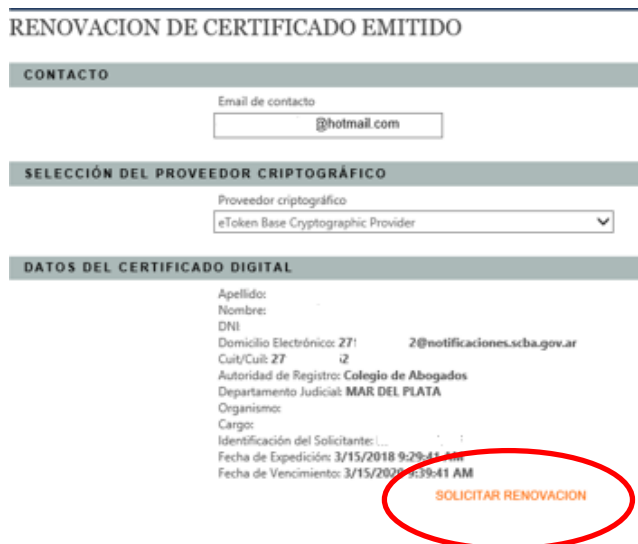 RENOVACION DE CERTIFICADO EMITIDO
CONTACTO
Email de contacto
@hotmail.com
SELECCIÓN DEL PROVEEDOR CRIPTOGRÁFICO
Proveedor criptográfico
eToken Base Cryptographic Provider
DATOS DEL CERTIFICADO DIGITAL
Apellido:
Nombre:
DNI
Domicilio Electrónico: 27 2@notificaciones.scba.gov.ar
Cuit/Cuil: 27 2
Autoridad de Registro: Colegio de Abogados
Departamento Judicial: MAR DEL PLATA
Organismo:
Cargo:
Identificación del Solicitante:
Fecha de Expedición: 3/15/2018 9:29:41 AM
Fecha de Vencimiento: 3/15/2020 9:39:41 AM
SOLICITAR RENOVACION